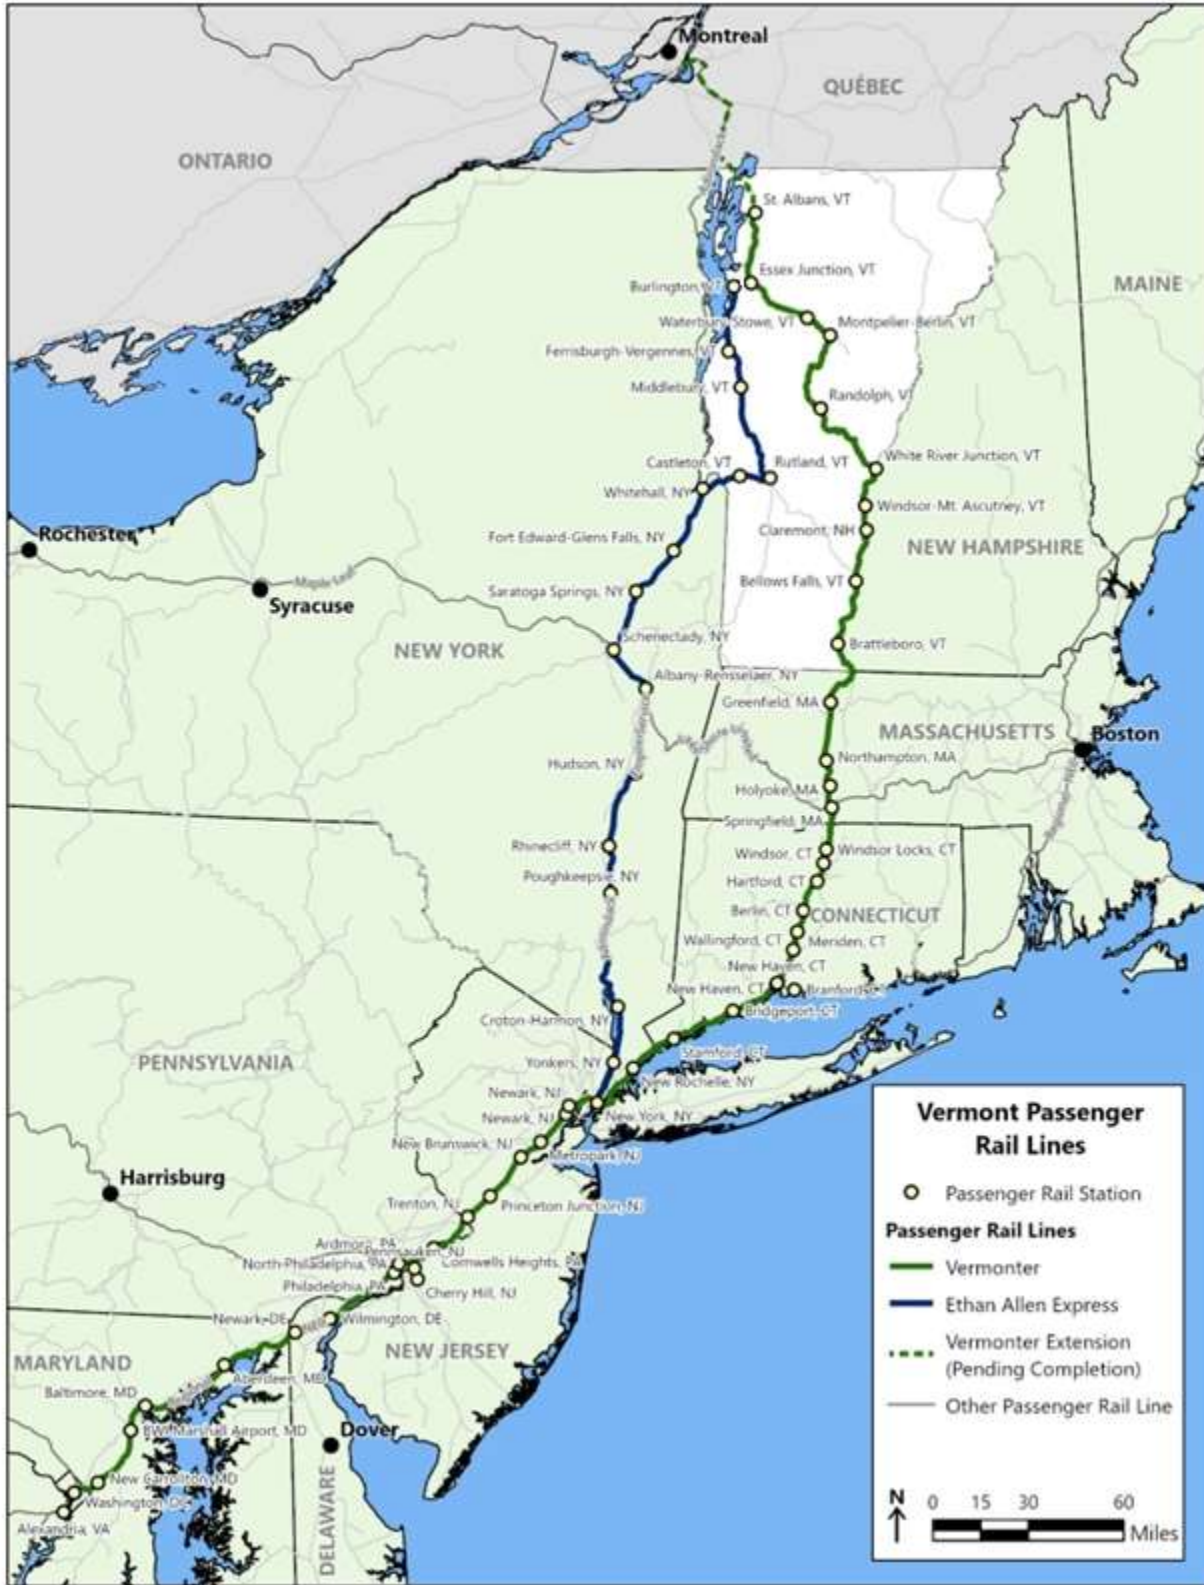 Montreal
QUÉBEC
ONTARIO
St. Albans, VT
Essex Junction, VT
MAINE
Burlington, VT
Waterbury-Stowe, VT
Montpelier-Berlin, VT
Ferrisburgh-Vergennes, VT
Middlebury, VT
Randolph, VT
Castleton, VT
Rutland, VT
White River Junction, VT
Whitehall, NY
Windsor-Mt. Ascutney, VT
Claremont, NH
Rochester
Fort Edward-Glens Falls, NY
NEW HAMPSHIRE
Maple Leaf
Bellows Falls, VT
Syracuse
Saratoga Springs, NY
Schenectady, NY
Brattleboro, VT
NEW YORK
Albany-Rensselaer, NY
Greenfield, MA
MASSACHUSETTS
Boston
Hudson, NY
Northampton, MA
Holyoke, MA
Springfield, MA
Rhinecliff, NY
Windsor, CT
Windsor Locks, CT
Poughkeepsie, NY
Hartford, CT
Berlin, CT
CONNECTICUT
Wallingford, CT
Meriden, CT
New Haven, CT
New Haven, CT
Branford, CT
Croton-Harmon, NY
Bridgeport, CT
PENNSYLVANIA
Yonkers, NY
Stamford, CT
New Rochelle, NY
Newark, NJ
Newark, NJ
New York, NY
New Brunswick, NJ
Metropark, NJ
Harrisburg
Trenton, NJ
Princeton Junction, NJ
Ardmore, PA
Pennsauken, NJ
North Philadelphia, PA
Cornwells Heights, PA
Philadelphia, PA
Cherry Hill, NJ
Newark, DE
Wilmington, DE
NEW JERSEY
MARYLAND
Aberdeen, MD
Baltimore, MD
BWI Marshall Airport, MD
Dover
New Carrollton, MD
Washington, DC
Alexandria, VA
DELAWARE
Vermont Passenger
Rail Lines
Passenger Rail Station
Passenger Rail Lines
Vermonter
Ethan Allen Express
Vermonter Extension
(Pending Completion)
Other Passenger Rail Line
N
0 15 30 60
Miles